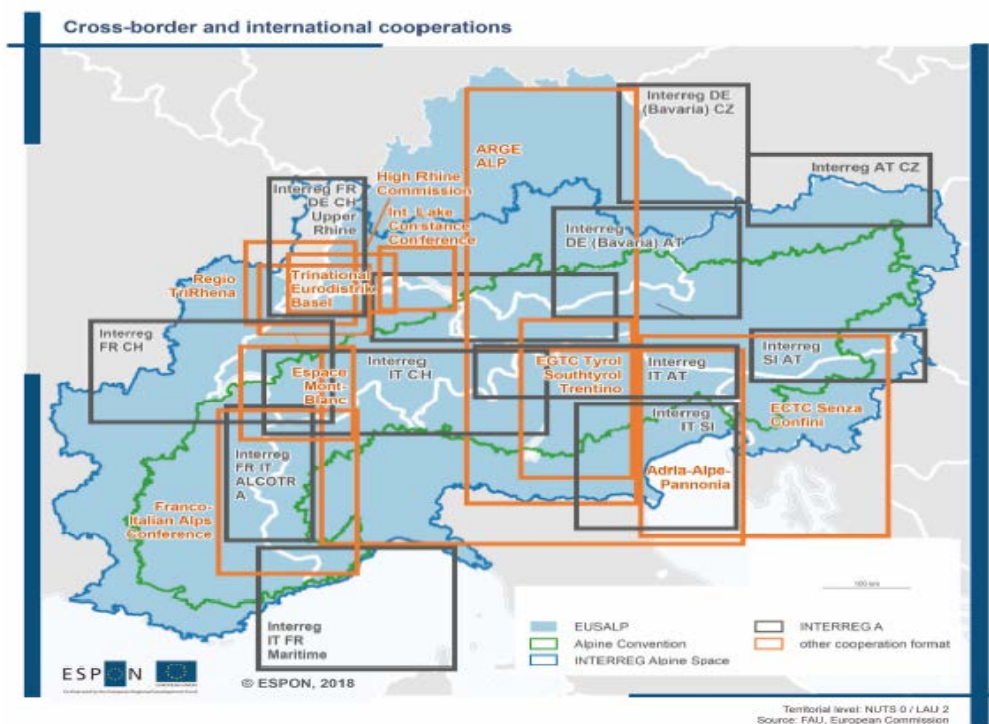 Cross-border and international cooperations
Interreg DE
(Bavaria) CZ
ARGE
ALP
Interreg AT CZ
High Rhine
Commission
Interreg FR
DE CH
Upper
Rhine
Int. Lake
Constance
Conference
Interreg
DE (Bavaria) AT
Regio
TriRhena
Trinational
Eurodistrik
Basel
Interreg
FR CH
Interreg
SI AT
Interreg
IT CH
EGTC Tyrol
Southtyrol
Trentino
Interreg
IT AT
Espace
Mont-
Blanc
Interreg
IT SI
ECTC Senza
Confini
Interreg
FR IT
ALCOTR
A
Adria-Alpe-
Pannonia
Franco-
Italian Alps
Conference
100 km
Interreg
IT FR
Maritime
EUSALP
Alpine Convention
INTERREG Alpine Space
INTERREG A
other cooperation format
ESPON
© ESPON, 2018
Territorial level: NUTS 0 / LAU 2
Source: FAU, European Commission